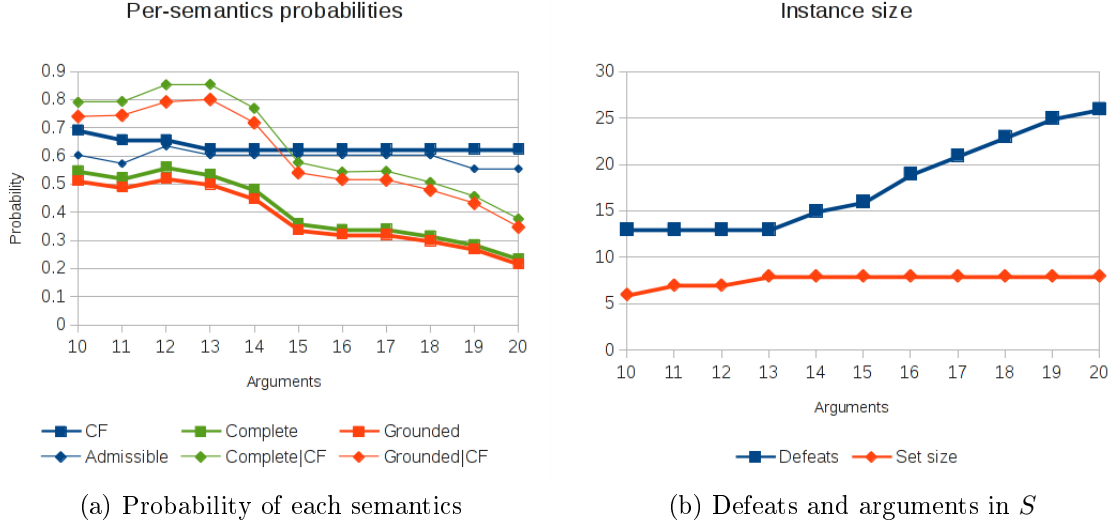 Per-semantics probabilities
0.9
0.8
0.7
0.6
0.5
0.4
0.3
0.2
0.1
0
Probability
10 11 12 13 14 15 16 17 18 19 20
Arguments
CF Complete Grounded
Admissible Complete|CF Grounded|CF
(a) Probability of each semantics
Instance size
30
25
20
15
10
5
0
10 11 12 13 14 15 16 17 18 19 20
Arguments
Defeats Set size
(b) Defeats and arguments in S